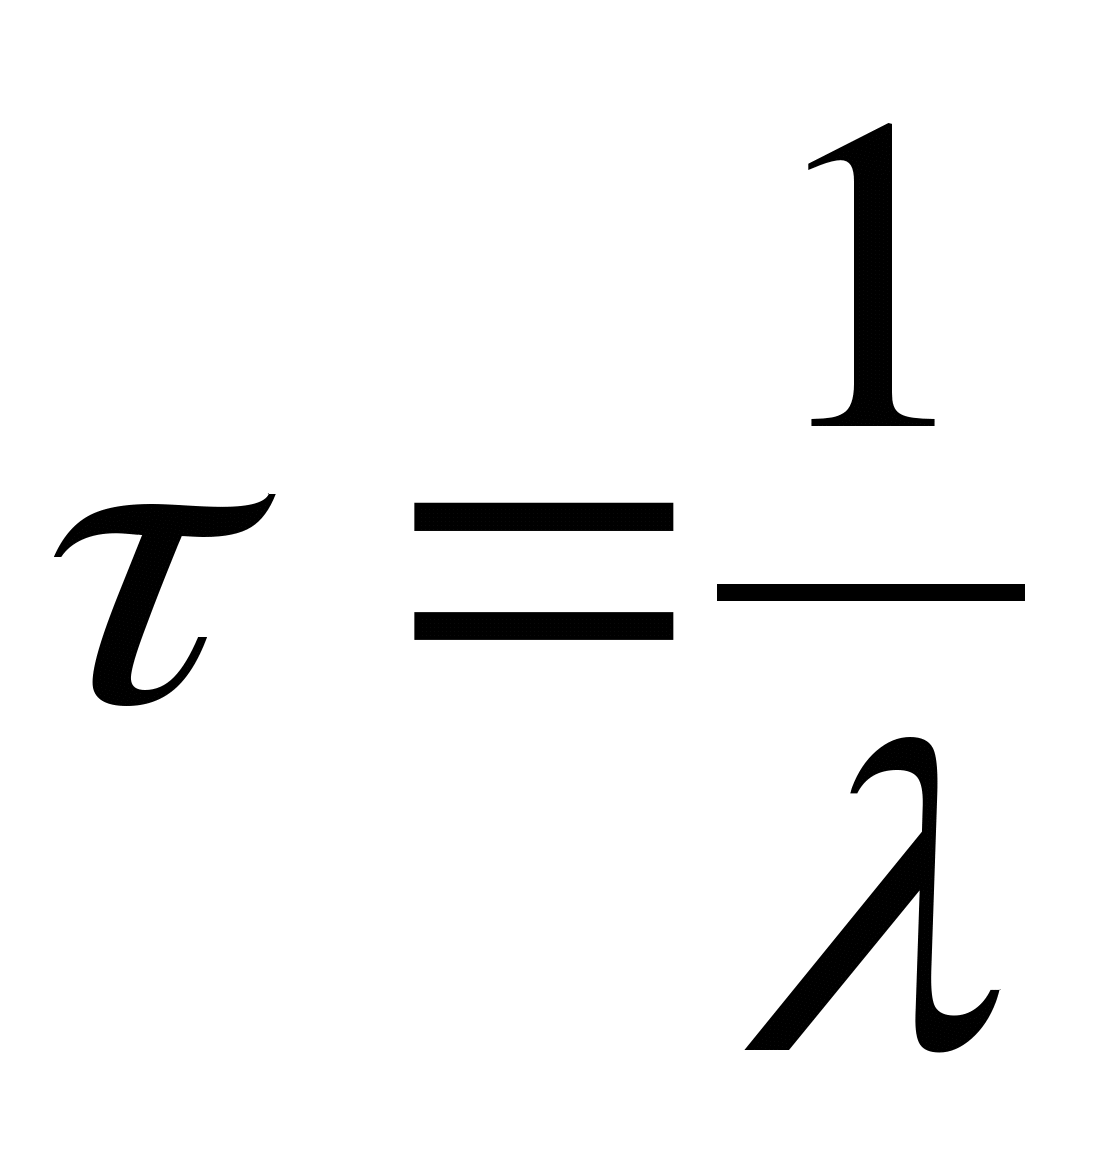 τ = 1/λ